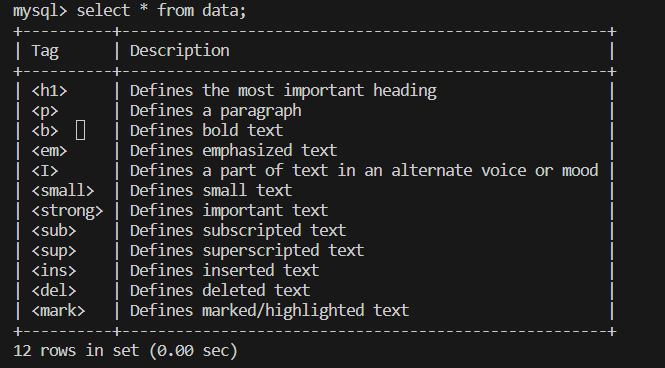 mysql> select * from data;
+----------+------------------------------------------------------+
| Tag      | Description                                          |
+----------+------------------------------------------------------+
| <h1>     | Defines the most important heading                   |
| <p>      | Defines a paragraph                                  |
| <b>      | Defines bold text                                    |
| <em>     | Defines emphasized text                              |
| <I>      | Defines a part of text in an alternate voice or mood |
| <small>  | Defines small text                                   |
| <strong> | Defines important text                               |
| <sub>    | Defines subscripted text                             |
| <sup>    | Defines superscripted text                           |
| <ins>    | Defines inserted text                                |
| <del>    | Defines deleted text                                 |
| <mark>   | Defines marked/highlighted text                      |
+----------+------------------------------------------------------+
12 rows in set (0.00 sec)